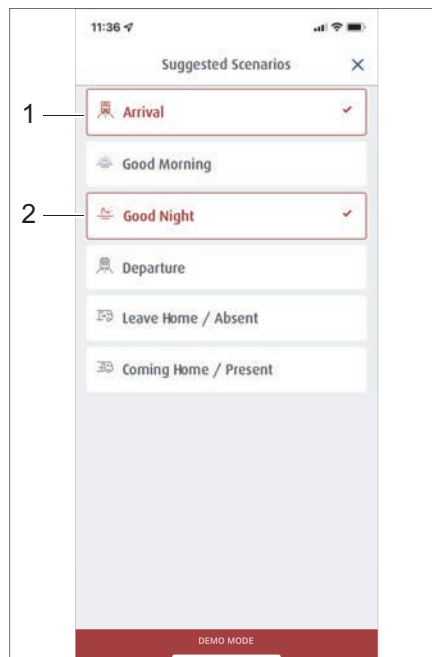 11:36
Suggested Scenarios
1
Arrival
Good Morning
2
Good Night
Departure
Leave Home / Absent
Coming Home / Present
DEMO MODE